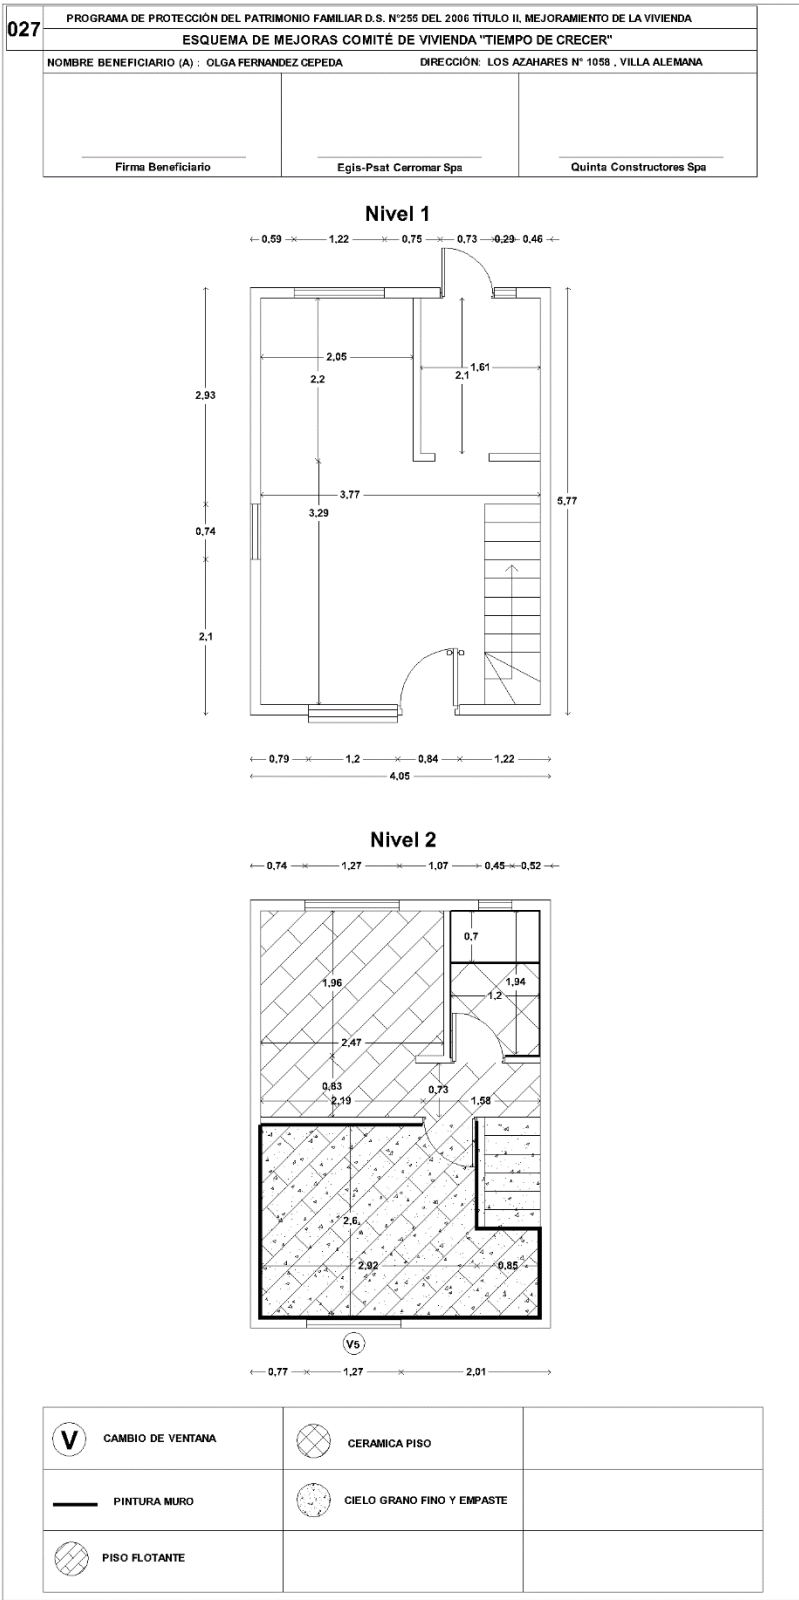 027
PROGRAMA DE PROTECCIÓN DEL PATRIMONIO FAMILIAR D.S. N°255 DEL 2006 TÍTULO II, MEJORAMIENTO DE LA VIVIENDA
ESQUEMA DE MEJORAS COMITÉ DE VIVIENDA "TIEMPO DE CRECER"
NOMBRE BENEFICIARIO (A) : OLGA FERNANDEZ CEPEDA DIRECCIÓN: LOS AZAHARES N° 1058 , VILLA ALEMANA
Firma Beneficiario Egis-Psat Cerromar Spa Quinta Constructores Spa
Nivel 1
0,59 1,22 0,75 0,73 0,29 0,46
2,05
1,61
2,1
2,2
2,93
3,77
5,77
3,29
0,74
2,1
0,79 1,2 0,84 1,22
4,05
Nivel 2
0,74 1,27 1,07 0,45 0,52
0,7
1,96
1,94
1,2
2,47
0,83
0,73
2,19
1,58
2,6
2,92
0,85
V5
0,77 1,27 2,01
V CAMBIO DE VENTANA
CERAMICA PISO
PINTURA MURO
CIELO GRANO FINO Y EMPASTE
PISO FLOTANTE